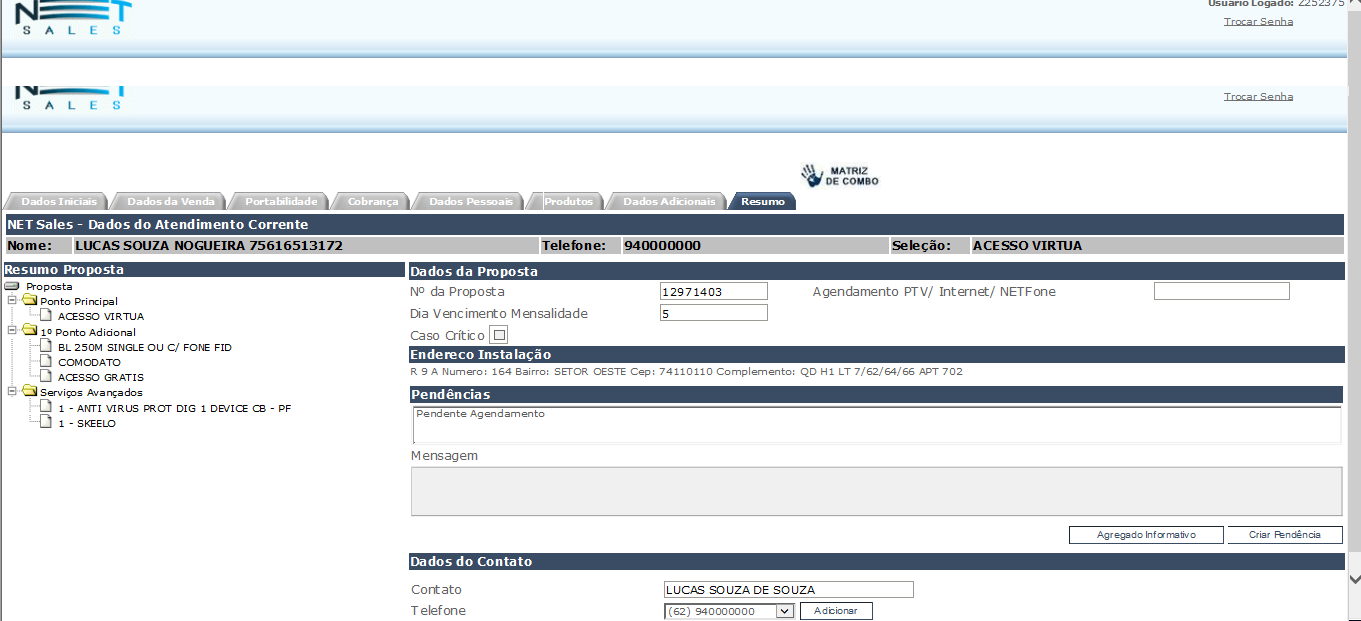 NET
SALES
Usuário Logado: Z252375
Trocar Senha
SALES
Trocar Senha
MATRIZ
DE COMBO
Dados Iniciais Dados da Venda Portabilidade Cobrança Dados Pessoais Produtos Dados Adicionais Resumo
NET Sales - Dados do Atendimento Corrente
Nome: LUCAS SOUZA NOGUEIRA 75616513172 Telefone: 940000000 Seleção: ACESSO VIRTUA
Resumo Proposta
Proposta
Ponto Principal
ACESSO VIRTUA
1º Ponto Adicional
BL 250M SINGLE OU C/ FONE FID
COMODATO
ACESSO GRATIS
Serviços Avançados
1 - ANTI VIRUS PROT DIG 1 DEVICE CB - PF
1 - SKEELO
Dados da Proposta
Nº da Proposta 12971403 Agendamento PTV/ Internet/ NETFone
Dia Vencimento Mensalidade 5
Caso Crítico
Endereco Instalação
R 9 A Numero: 164 Bairro: SETOR OESTE Cep: 74110110 Complemento: QD H1 LT 7/62/64/66 APT 702
Pendências
Pendente Agendamento
Mensagem
Agregado Informativo Criar Pendência
Dados do Contato
Contato LUCAS SOUZA DE SOUZA
Telefone (62) 940000000 Adicionar